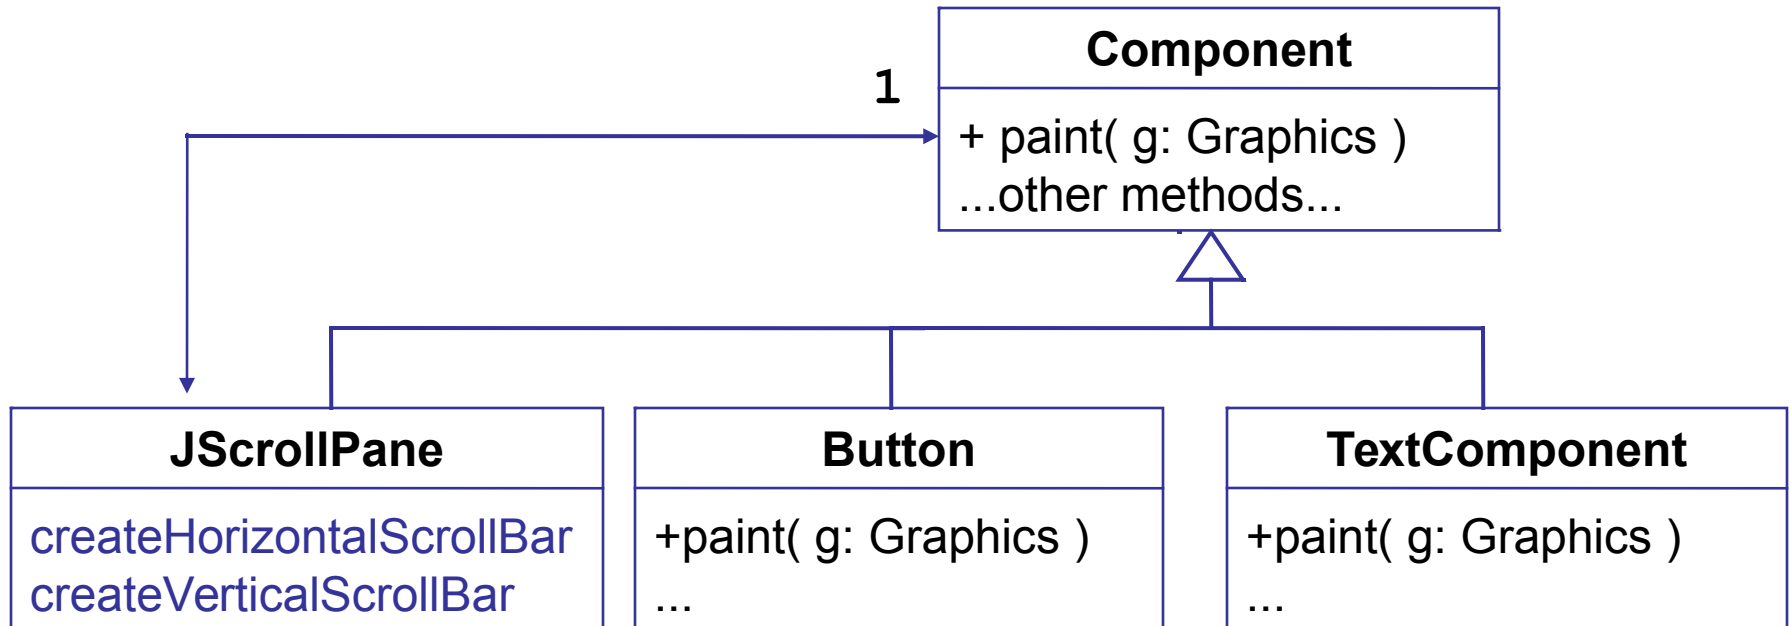 Component
1
+ paint( g: Graphics )
...other methods...
JScrollPane
createHorizontalScrollBar
createVerticalScrollBar
Button
+paint( g: Graphics )
...
TextComponent
+paint( g: Graphics )
...